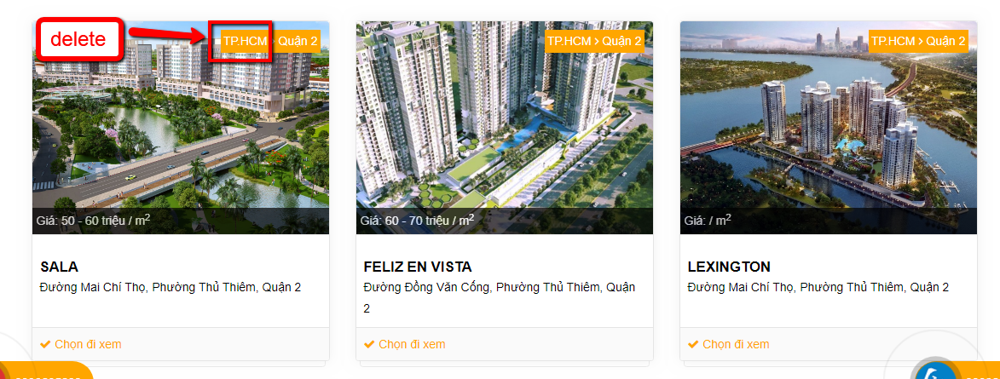 delete
TP.HCM › Quận 2
TP.HCM › Quận 2
TP.HCM › Quận 2
Giá: 50 - 60 triệu / m²
Giá: 60 - 70 triệu / m²
Giá: / m²
SALA
Đường Mai Chí Thọ, Phường Thủ Thiêm, Quận 2
FELIZ EN VISTA
Đường Đồng Văn Cống, Phường Thủ Thiêm, Quận
2
LEXINGTON
Đường Mai Chí Thọ, Phường Thủ Thiêm, Quận 2
Chọn đi xem
Chọn đi xem
Chọn đi xem